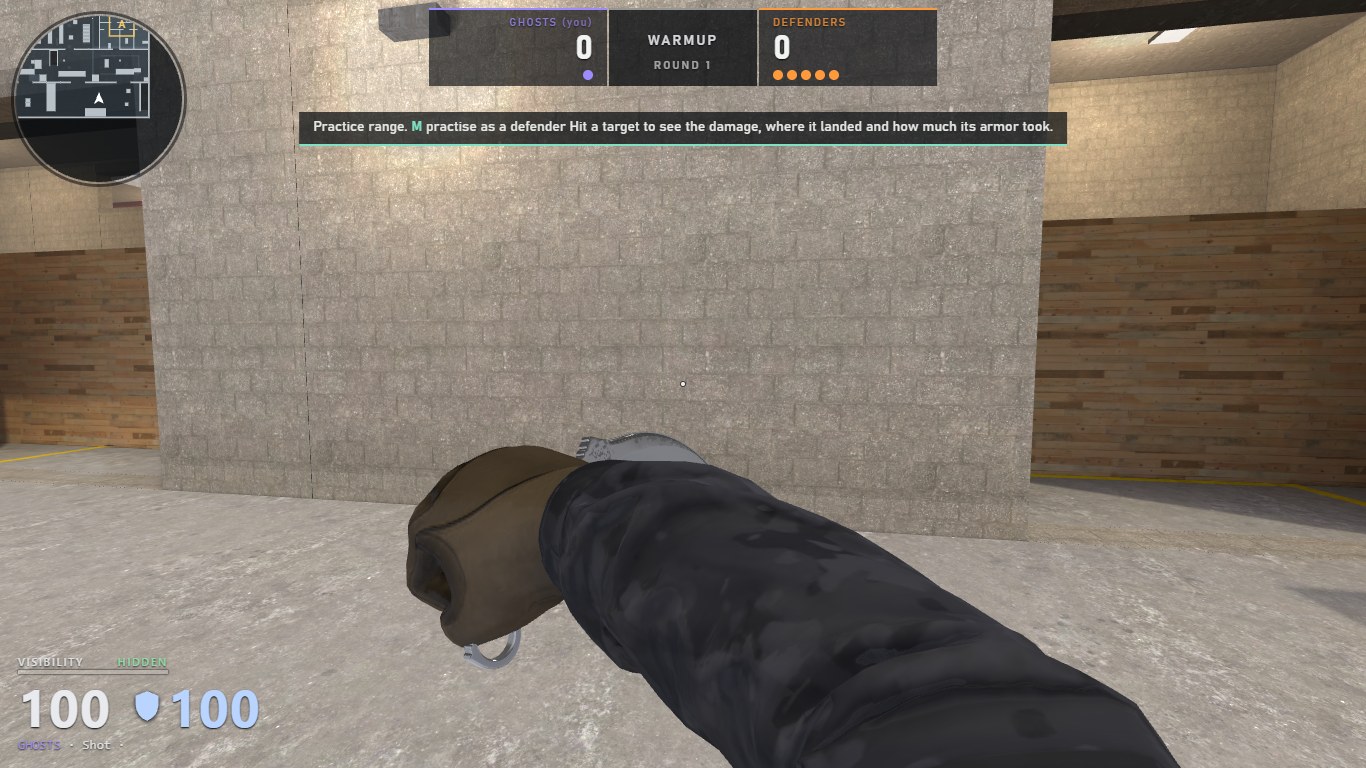 A
GHOSTS (you)
0
WARMUP
ROUND 1
DEFENDERS
0
Practice range. M practise as a defender Hit a target to see the damage, where it landed and how much its armor took.
VISIBILITY HIDDEN
100 100
GHOSTS · Shot ·